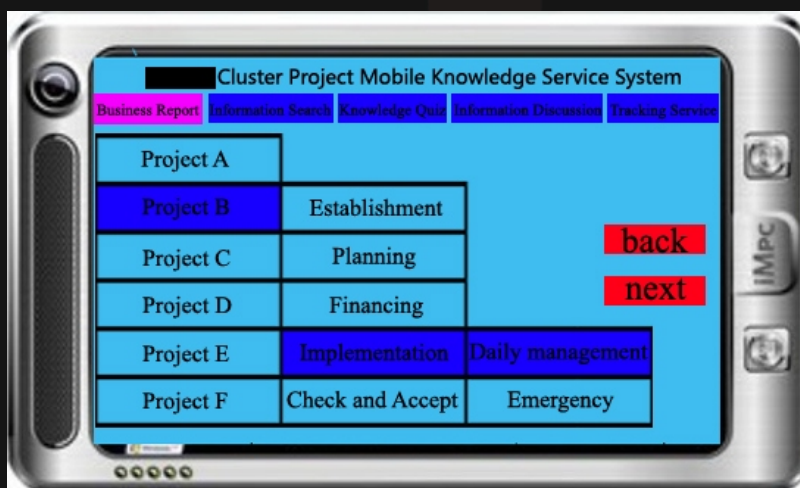 Cluster Project Mobile Knowledge Service System
Business Report Information Search Knowledge Quiz Information Discussion Tracking Service
Project A
Project B Establishment
Project C Planning
Project D Financing
Project E Implementation Daily management
Project F Check and Accept Emergency
back
next
IMPC